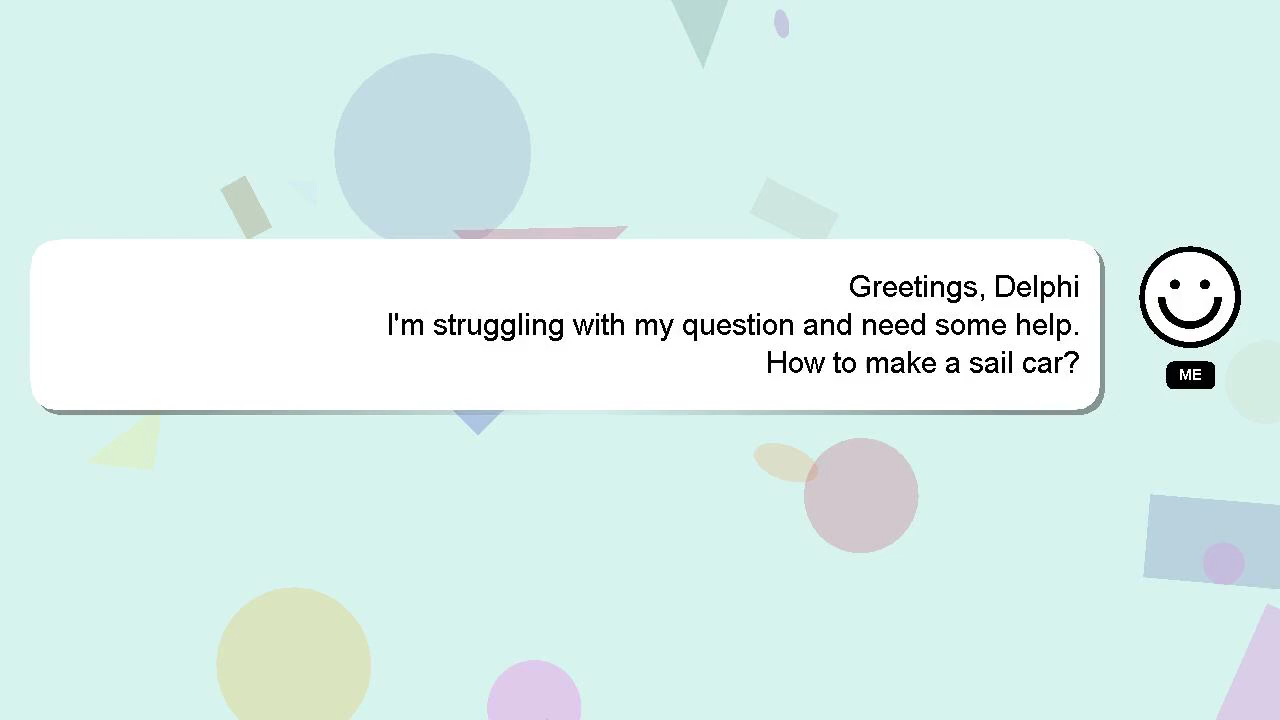 Greetings, Delphi
I'm struggling with my question and need some help.
How to make a sail car?
ME